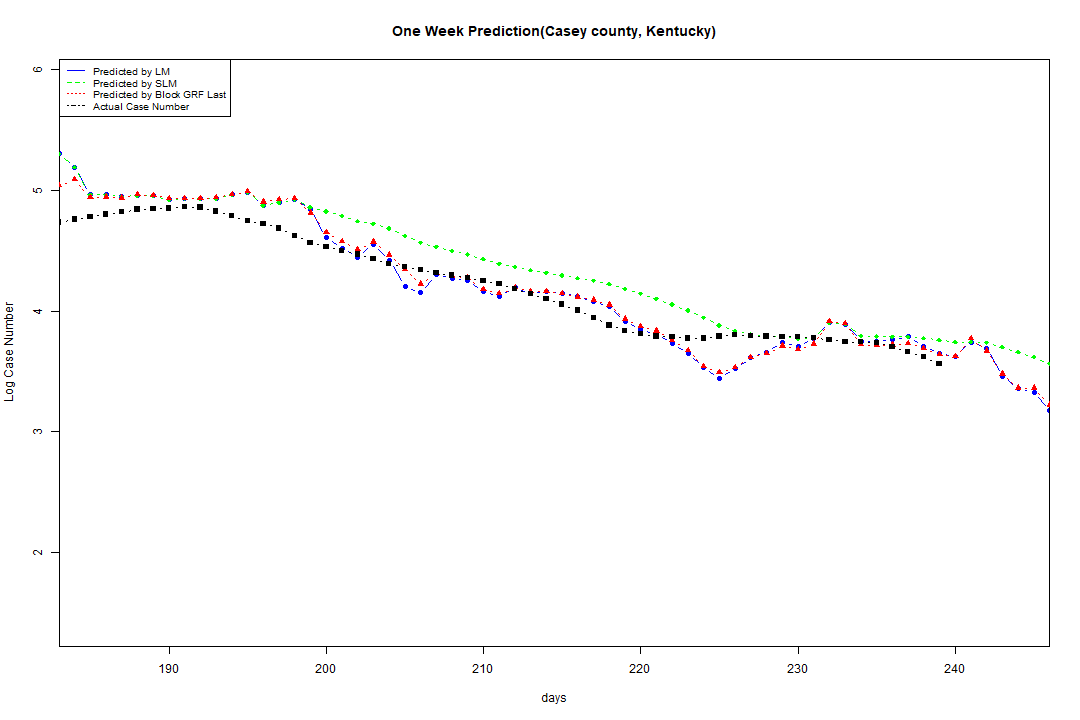 One Week Prediction(Casey county, Kentucky)
Predicted by LM
Predicted by SLM
Predicted by Block GRF Last
Actual Case Number
6
5
4
3
2
Log Case Number
190 200 210 220 230 240
days